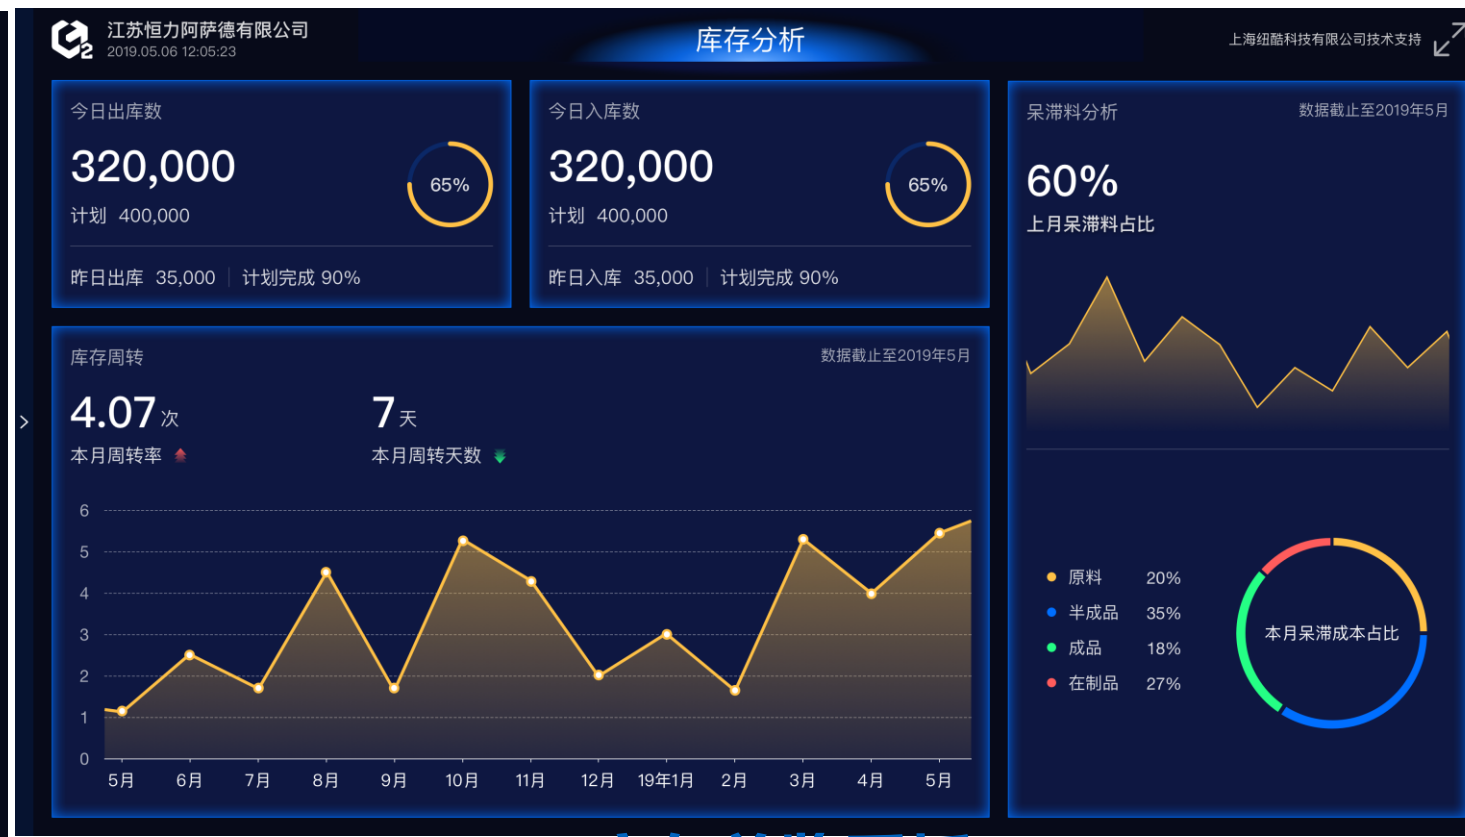 江苏恒力阿萨德有限公司
2019.05.06 12:05:23
库存分析
上海纽酷科技有限公司技术支持
今日出库数
320,000
65%
计划 400,000
昨日出库 35,000 计划完成 90%
今日入库数
320,000
65%
计划 400,000
昨日入库 35,000 计划完成 90%
呆滞料分析 数据截止至2019年5月
60%
上月呆滞料占比
库存周转 数据截止至2019年5月
4.07次 7天
本月周转率 本月周转天数
6
5
4
3
2
1
0
5月 6月 7月 8月 9月 10月 11月 12月 19年1月 2月 3月 4月 5月
原料 20%
半成品 35%
成品 18%
在制品 27%
本月呆滞成本占比